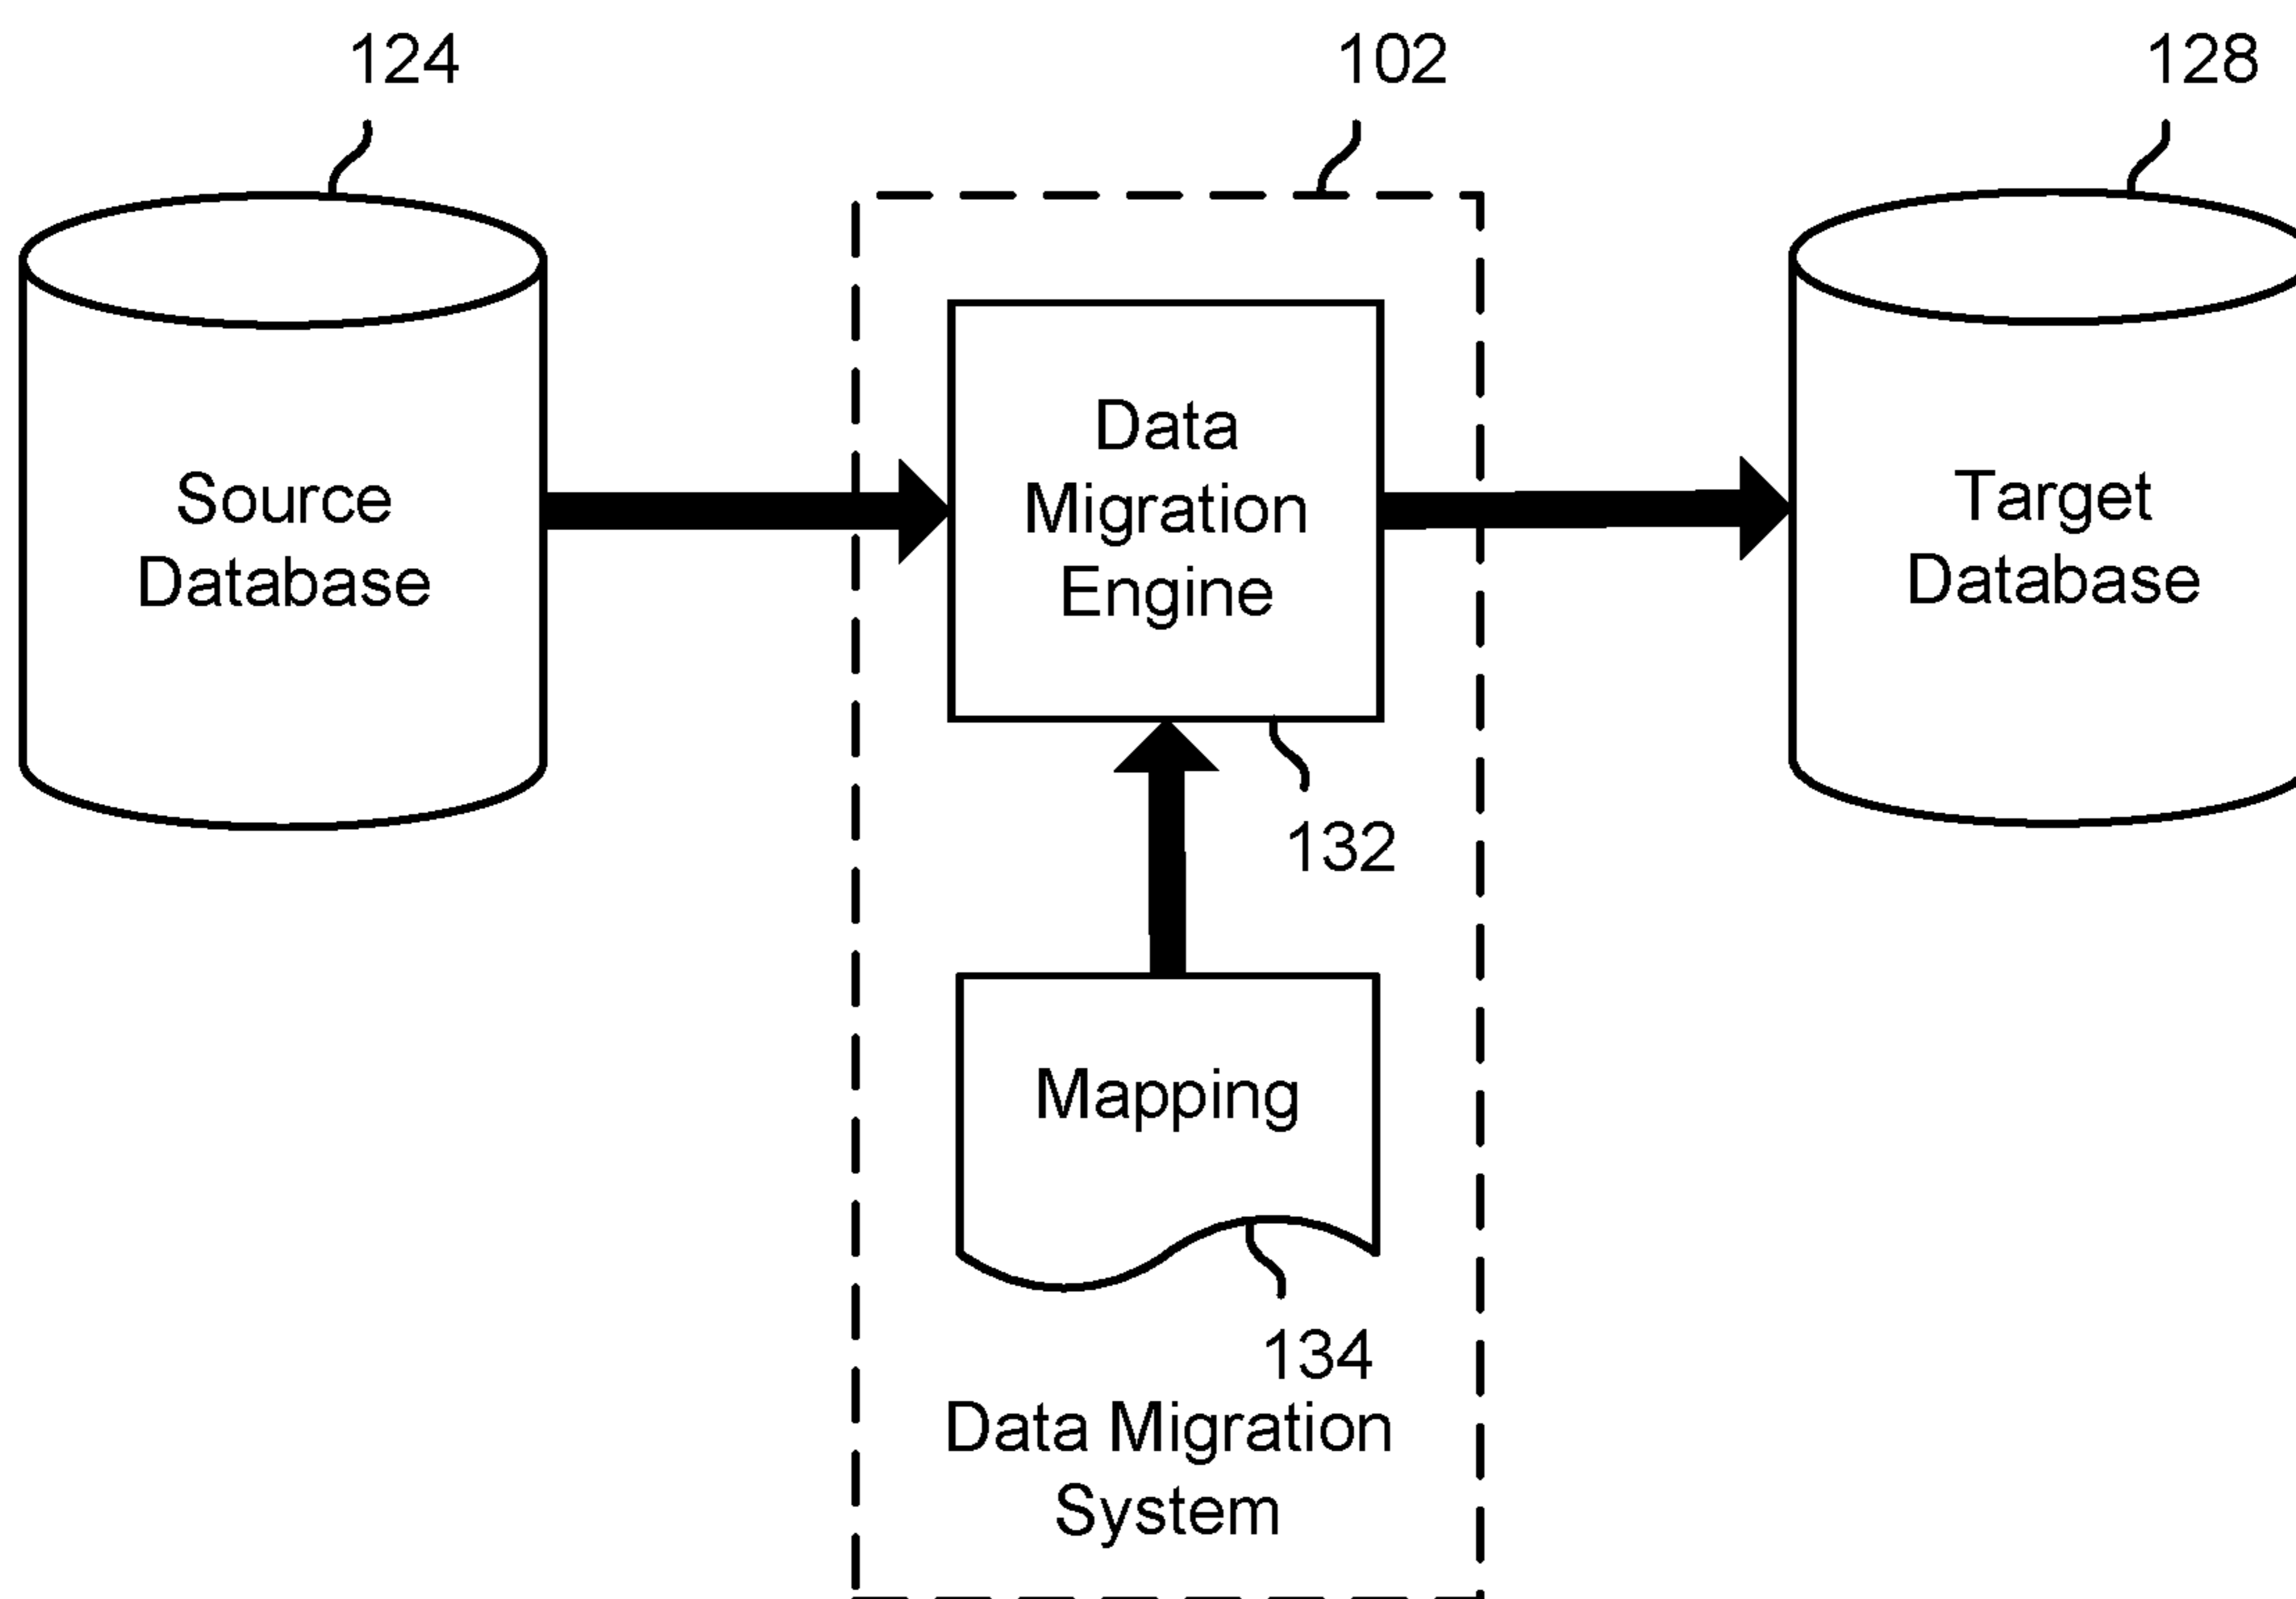 124
102
128
Source
Database
Data
Migration
Engine
Target
Database
132
Mapping
134
Data Migration
System